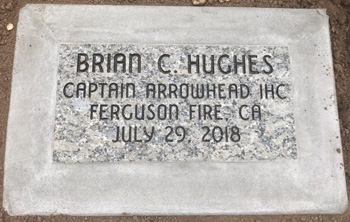 BRIAN C. HUGHES
CAPTAIN ARROWHEAD IHC
FERGUSON FIRE, CA
JULY 29, 2018